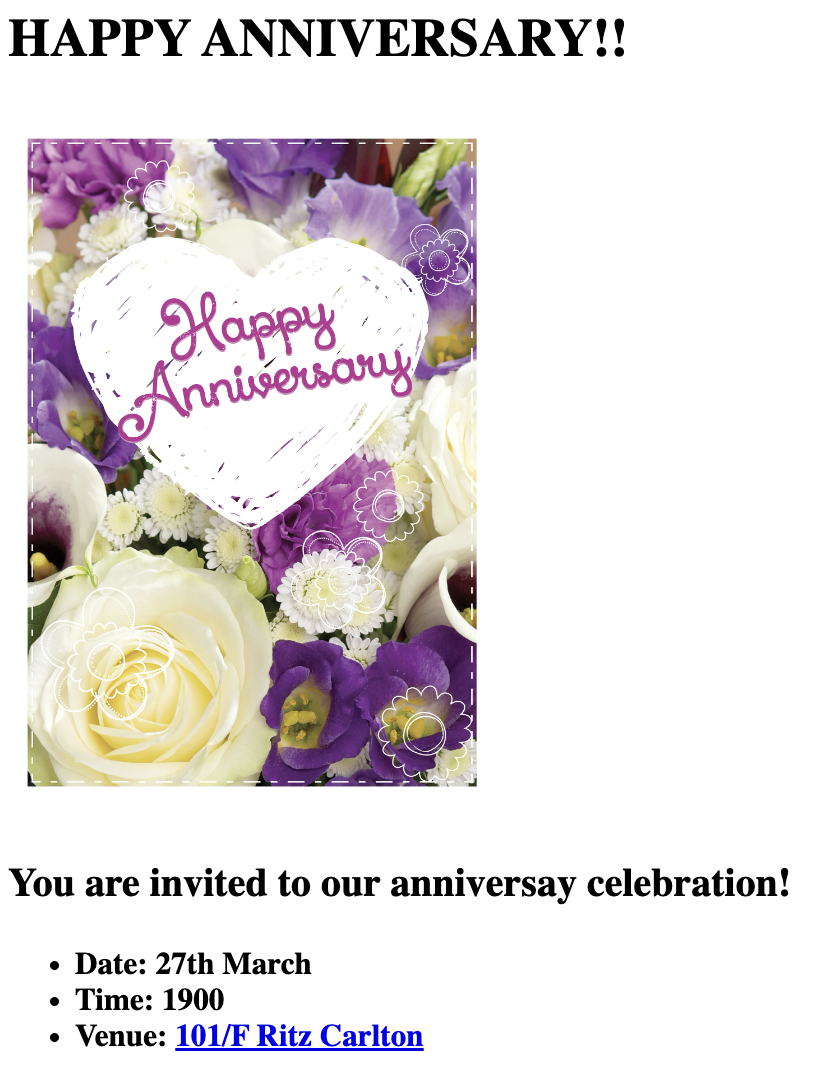 HAPPY ANNIVERSARY!!
Happy
Anniversary
You are invited to our anniversay celebration!
Date: 27th March
Time: 1900
Venue: 101/F Ritz Carlton